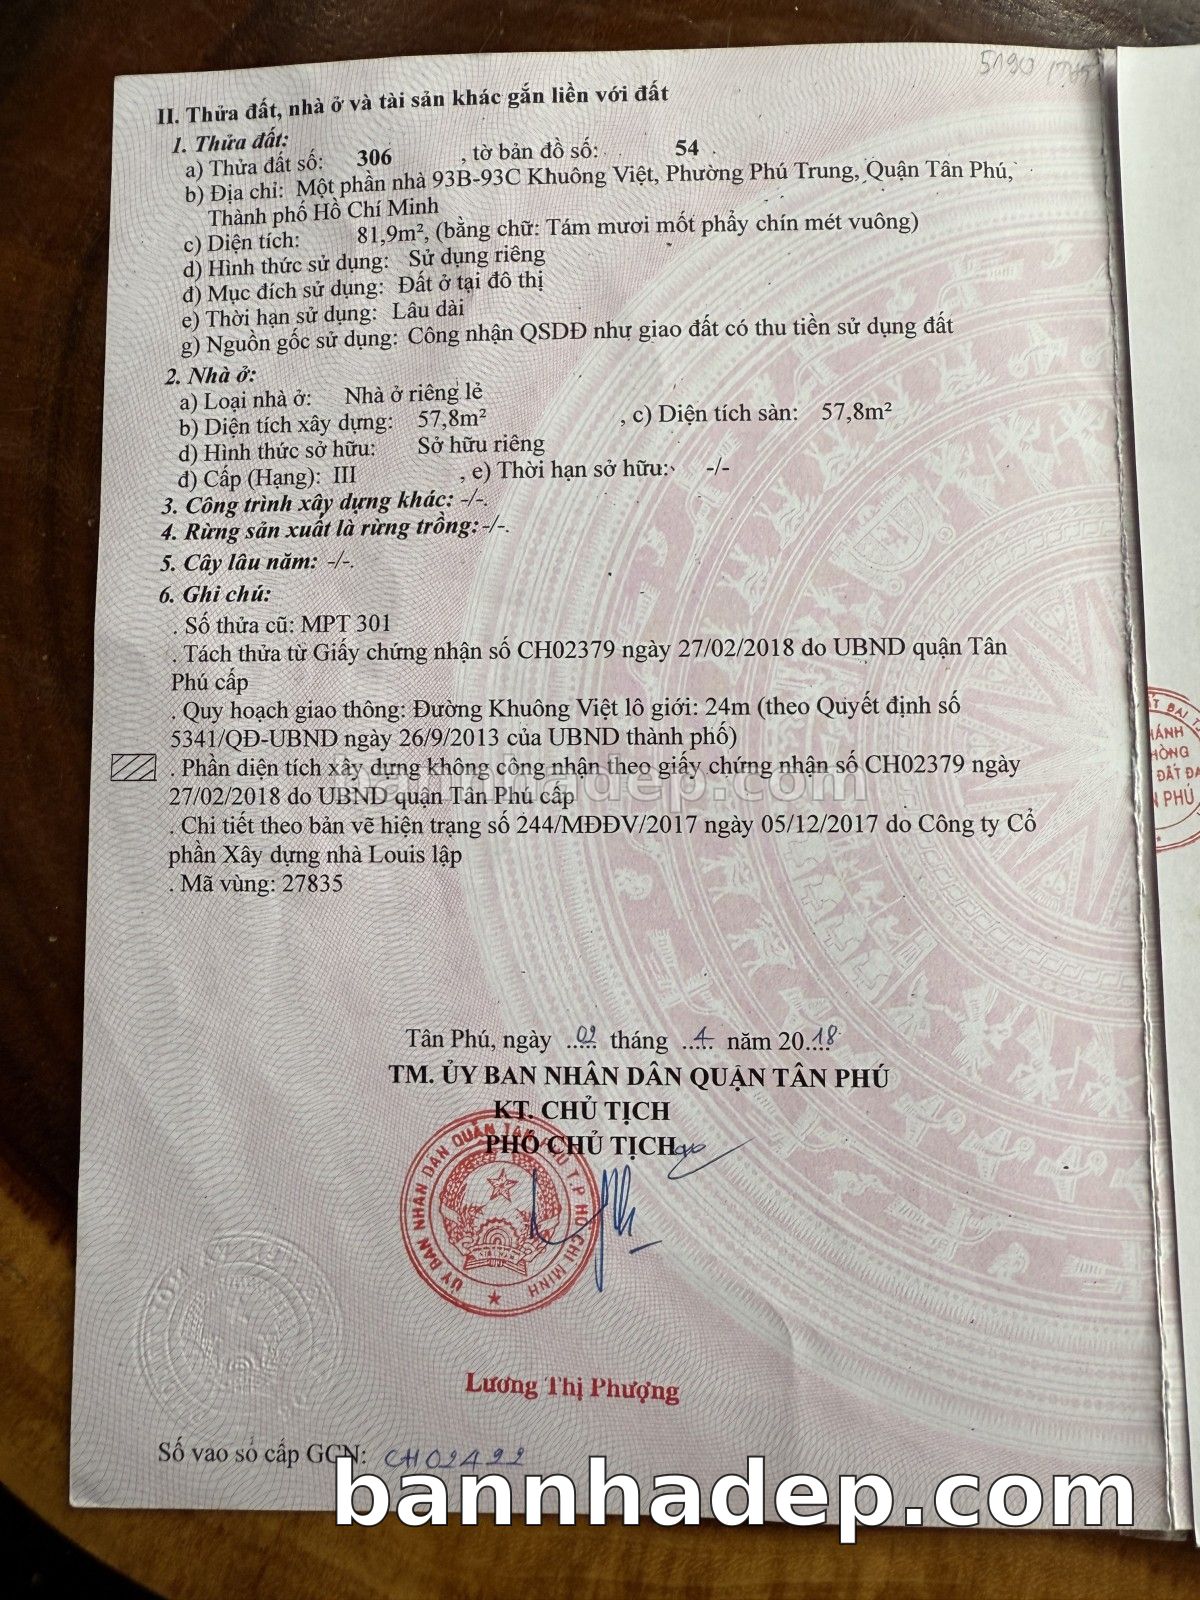 5190
II. Thửa đất, nhà ở và tài sản khác gắn liền với đất
1. Thửa đất:
a) Thửa đất số: 306 , tờ bản đồ số: 54
b) Địa chỉ: Một phần nhà 93B-93C Khuông Việt, Phường Phú Trung, Quận Tân Phú,
Thành phố Hồ Chí Minh
c) Diện tích: 81,9m², (bằng chữ: Tám mươi mốt phẩy chín mét vuông)
d) Hình thức sử dụng: Sử dụng riêng
đ) Mục đích sử dụng: Đất ở tại đô thị
e) Thời hạn sử dụng: Lâu dài
g) Nguồn gốc sử dụng: Công nhận QSDĐ như giao đất có thu tiền sử dụng đất
2. Nhà ở:
a) Loại nhà ở: Nhà ở riêng lẻ
b) Diện tích xây dựng: 57,8m² , c) Diện tích sàn: 57,8m²
d) Hình thức sở hữu: Sở hữu riêng
đ) Cấp (Hạng): III , e) Thời hạn sở hữu: -/-
3. Công trình xây dựng khác: -/-.
4. Rừng sản xuất là rừng trồng: -/-.
5. Cây lâu năm: -/-.
6. Ghi chú:
. Số thửa cũ: MPT 301
. Tách thửa từ Giấy chứng nhận số CH02379 ngày 27/02/2018 do UBND quận Tân
Phú cấp
. Quy hoạch giao thông: Đường Khuông Việt lộ giới: 24m (theo Quyết định số
5341/QĐ-UBND ngày 26/9/2013 của UBND thành phố)
. Phần diện tích xây dựng không công nhận theo giấy chứng nhận số CH02379 ngày
27/02/2018 do UBND quận Tân Phú cấp
bannhadep.com
. Chi tiết theo bản vẽ hiện trạng số 244/MĐĐV/2017 ngày 05/12/2017 do Công ty Cổ
phần Xây dựng nhà Louis lập
. Mã vùng: 27835
Tân Phú, ngày 02 tháng 4 năm 2018
TM. ỦY BAN NHÂN DÂN QUẬN TÂN PHÚ
KT. CHỦ TỊCH
PHÓ CHỦ TỊCH
ỦY BAN NHÂN DÂN QUẬN TÂN PHÚ T.P HỒ CHÍ MINH
Lương Thị Phượng
Số vào sổ cấp GCN: CH02422
bannhadep.com